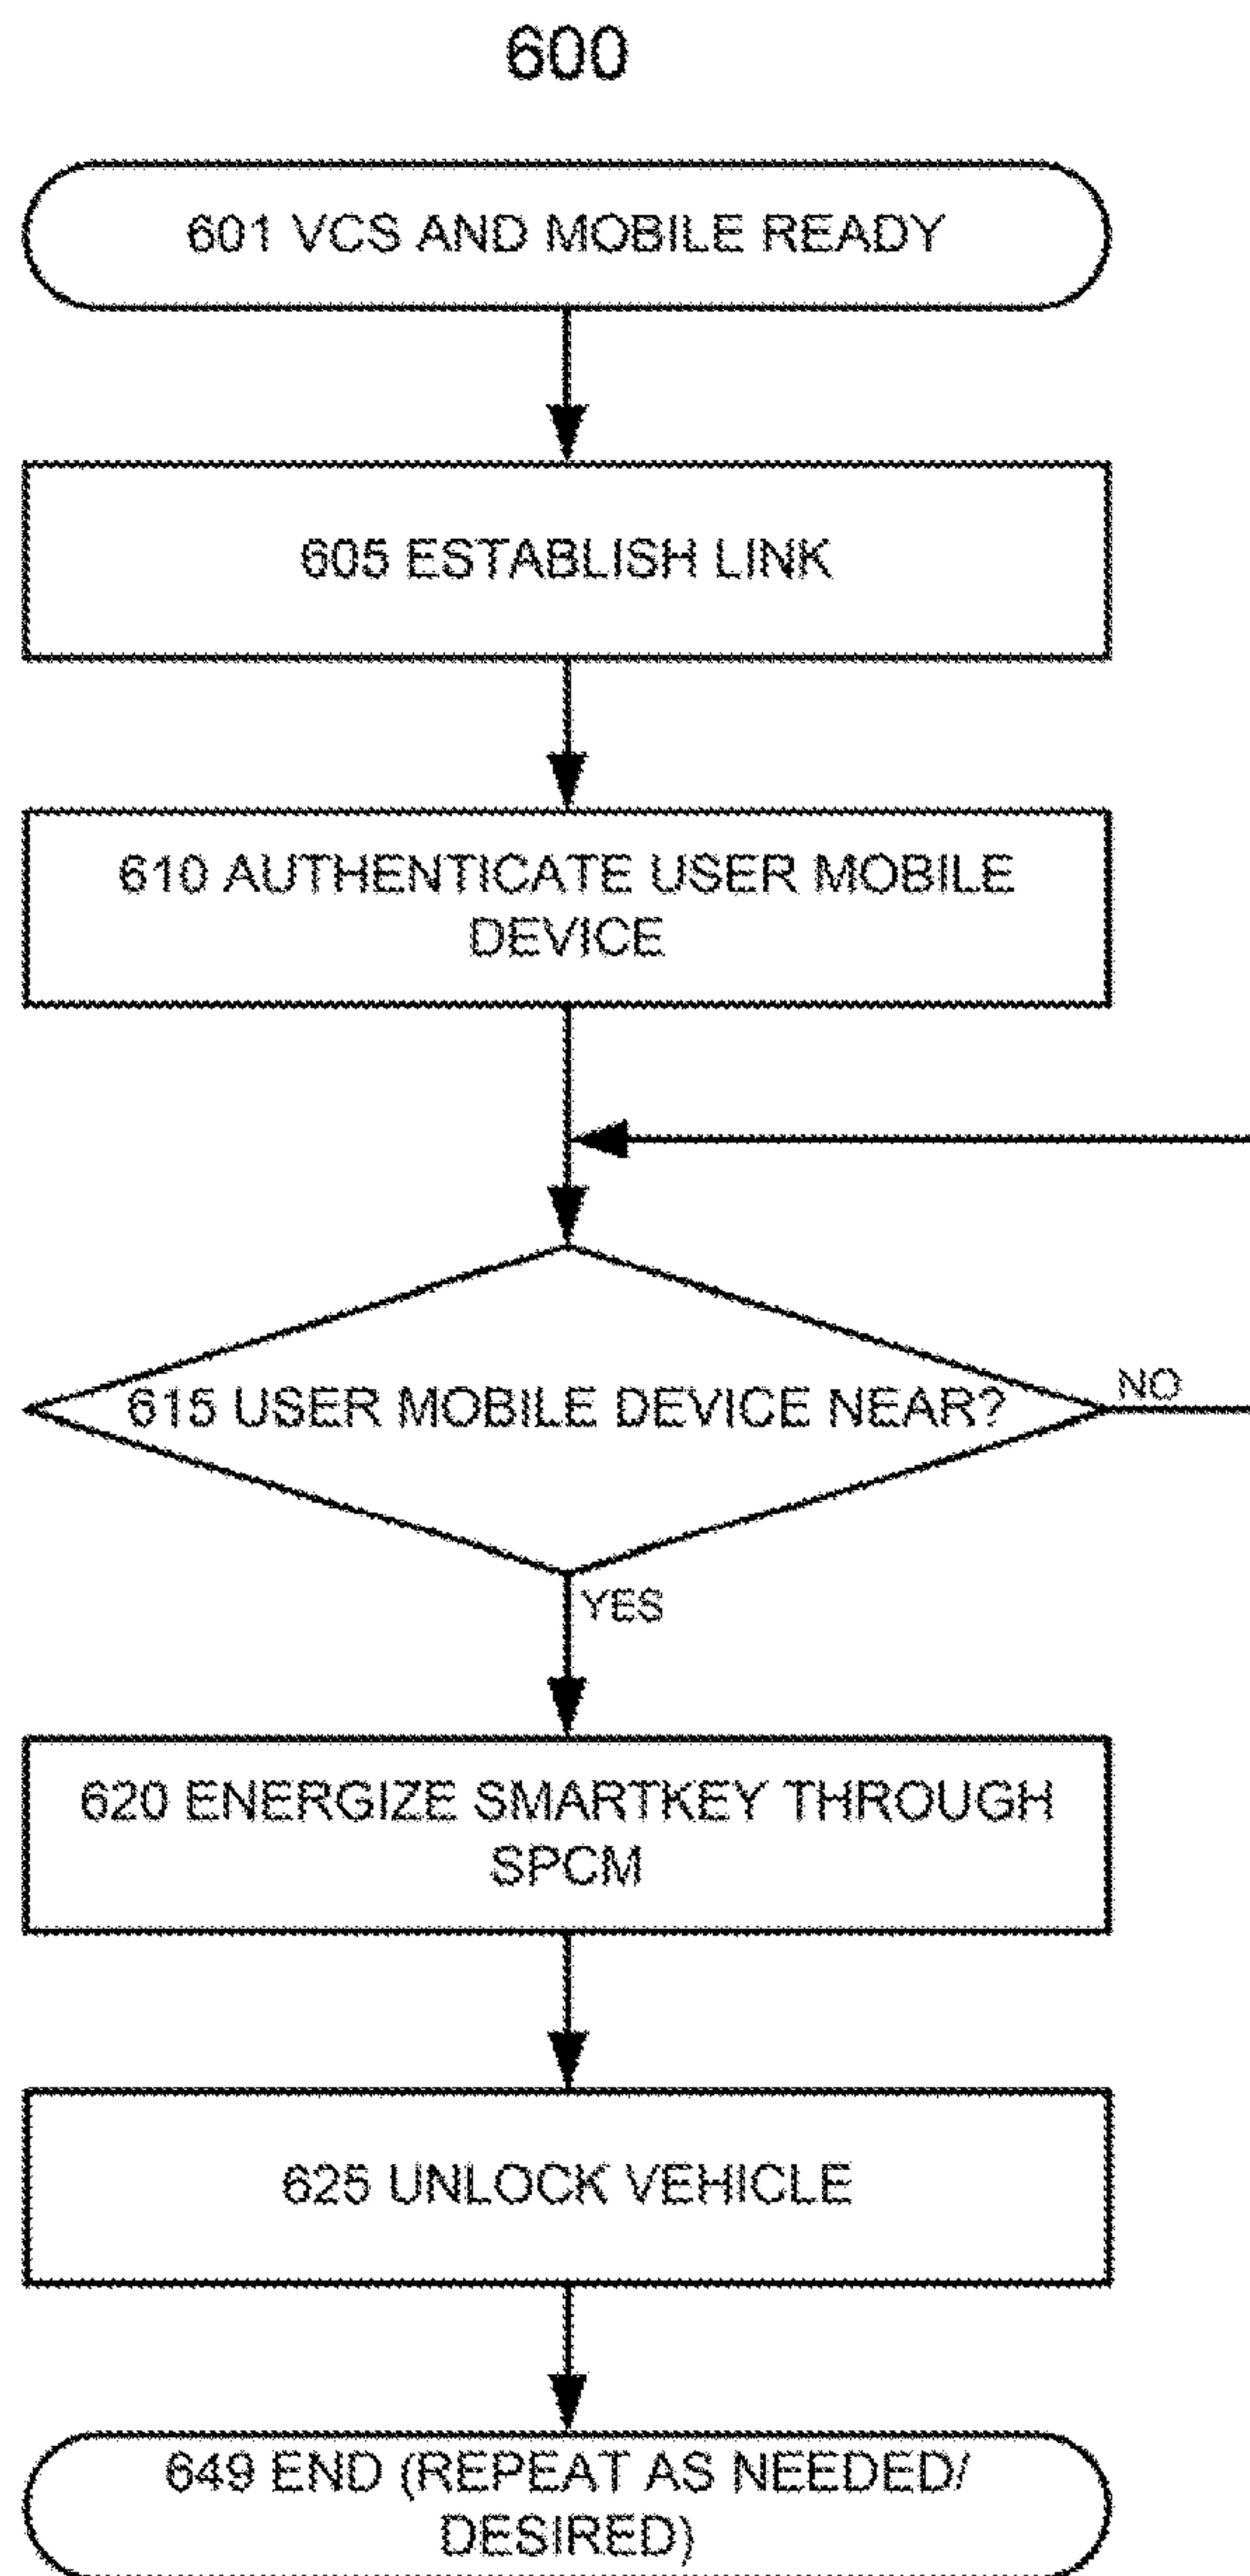 600
601 VCS AND MOBILE READY
605 ESTABLISH LINK
610 AUTHENTICATE USER MOBILE
DEVICE
615 USER MOBILE DEVICE NEAR?
NO
YES
620 ENERGIZE SMARTKEY THROUGH
SPCM
625 UNLOCK VEHICLE
649 END (REPEAT AS NEEDED/
DESIRED)